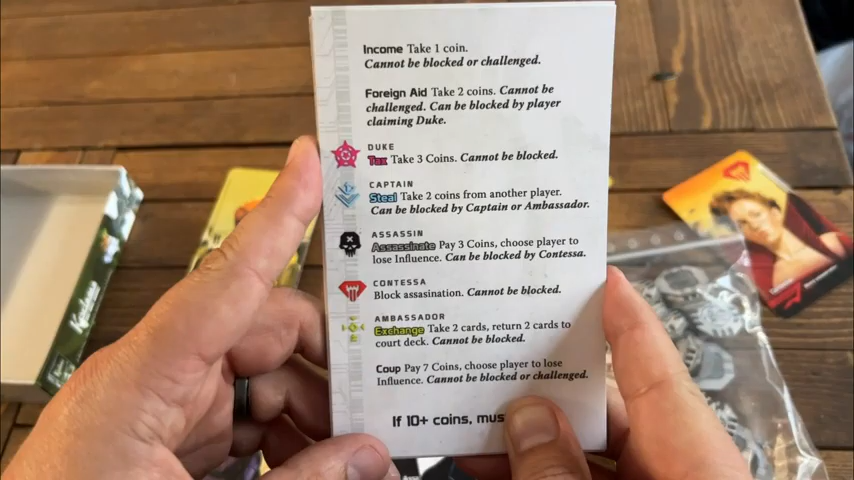 Income Take 1 coin.
Cannot be blocked or challenged.
Foreign Aid Take 2 coins. Cannot be
challenged. Can be blocked by player
claiming Duke.
DUKE
Tax Take 3 Coins. Cannot be blocked.
CAPTAIN
Steal Take 2 coins from another player.
Can be blocked by Captain or Ambassador.
ASSASSIN
Assassinate Pay 3 Coins, choose player to
lose Influence. Can be blocked by Contessa.
CONTESSA
Block assasination. Cannot be blocked.
AMBASSADOR
Exchange Take 2 cards, return 2 cards to
court deck. Cannot be blocked.
Coup Pay 7 Coins, choose player to lose
Influence. Cannot be blocked or challenged.
If 10+ coins, mus